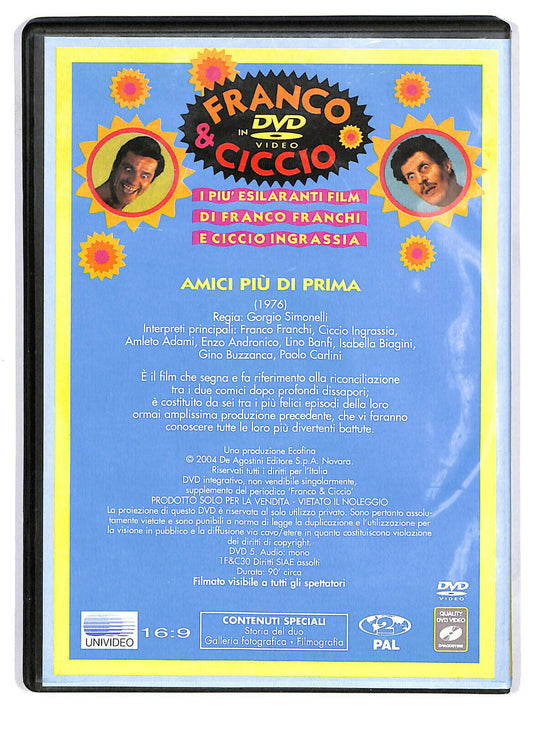 FRANCO
& IN DVD
VIDEO
CICCIO
I PIU' ESILARANTI FILM
DI FRANCO FRANCHI
E CICCIO INGRASSIA
AMICI PIÙ DI PRIMA
(1976)
Regia: Gorgio Simonelli
Interpreti principali: Franco Franchi, Ciccio Ingrassia,
Amleto Adami, Enzo Andronico, Lino Banfi, Isabella Biagini,
Gino Buzzanca, Paolo Carlini
È il film che segna e fa riferimento alla riconciliazione
tra i due comici dopo profondi dissapori;
è costituito da sei tra i più felici episodi della loro
ormai amplissima produzione precedente, che vi faranno
conoscere tutte le loro più divertenti battute.
Una produzione Ecofina
© 2004 De Agostini Editore S.p.A. Novara.
Riservati tutti i diritti per l'Italia
DVD integrativo, non vendibile singolarmente,
supplemento del periodico 'Franco & Ciccio'
PRODOTTO SOLO PER LA VENDITA - VIETATO IL NOLEGGIO
La proiezione di questo DVD è riservata al solo utilizzo privato. Sono pertanto assolu-
tamente vietate e sono punibili a norma di legge la duplicazione e l'utilizzazione per
la visione in pubblico e la diffusione via cavo/etere in quanto costituiscono violazione
dei diritti di copyright.
DVD 5. Audio: mono
1F&C30 Diritti SIAE assolti
Durata: 90' circa
Filmato visibile a tutti gli spettatori
DVD
VIDEO
UNIVIDEO
16:9
CONTENUTI SPECIALI
Storia del duo
Galleria fotografica • Filmografia
2
PAL
QUALITY
DVD VIDEO
DEAGOSTINI